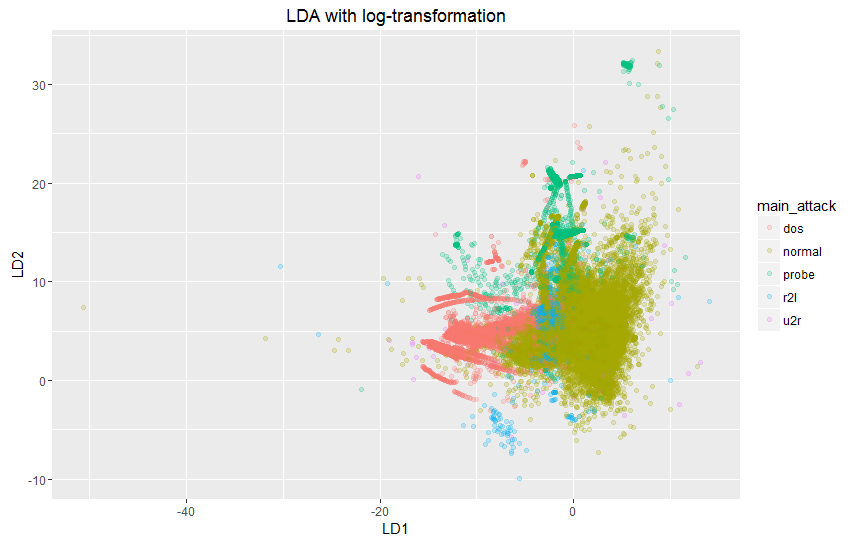 LDA with log-transformation
30
20
10
0
-10
LD2
-40
-20
0
LD1
main_attack
dos
normal
probe
r2l
u2r